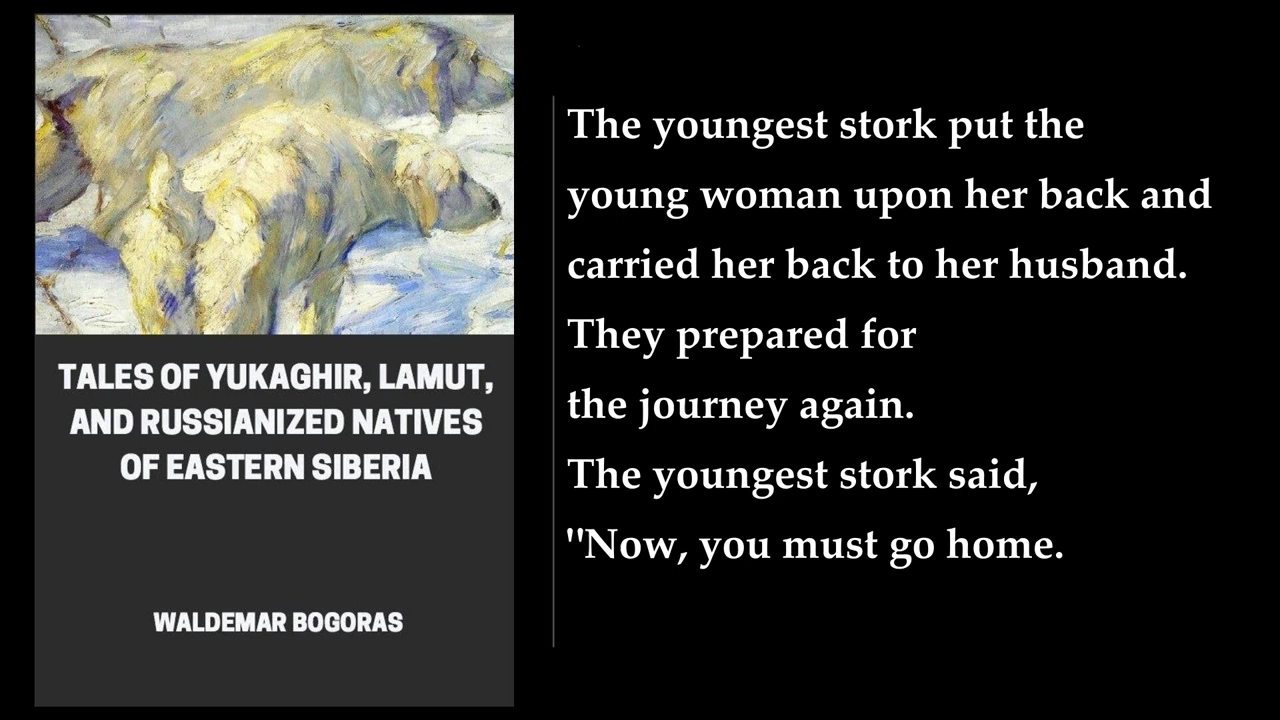 TALES OF YUKAGHIR, LAMUT,
AND RUSSIANIZED NATIVES
OF EASTERN SIBERIA
WALDEMAR BOGORAS
The youngest stork put the
young woman upon her back and
carried her back to her husband.
They prepared for
the journey again.
The youngest stork said,
"Now, you must go home.